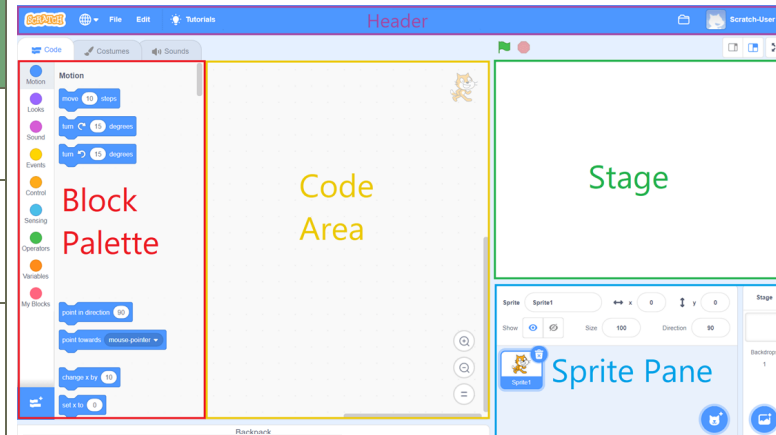 SCRATCH File Edit Tutorials Header Scratch-User
Code Costumes Sounds
Motion Motion
move 10 steps
Looks
turn 15 degrees
Sound
turn 15 degrees
Events
Control
Sensing
Operators
Variables
My Blocks
Block
Palette
point in direction 90
point towards mouse-pointer
change x by 10
set x to 0
Code
Area
Backpack
Stage
Sprite Sprite1 x 0 y 0
Show Size 100 Direction 90
Sprite1
Sprite Pane
Stage
Backdrops
1